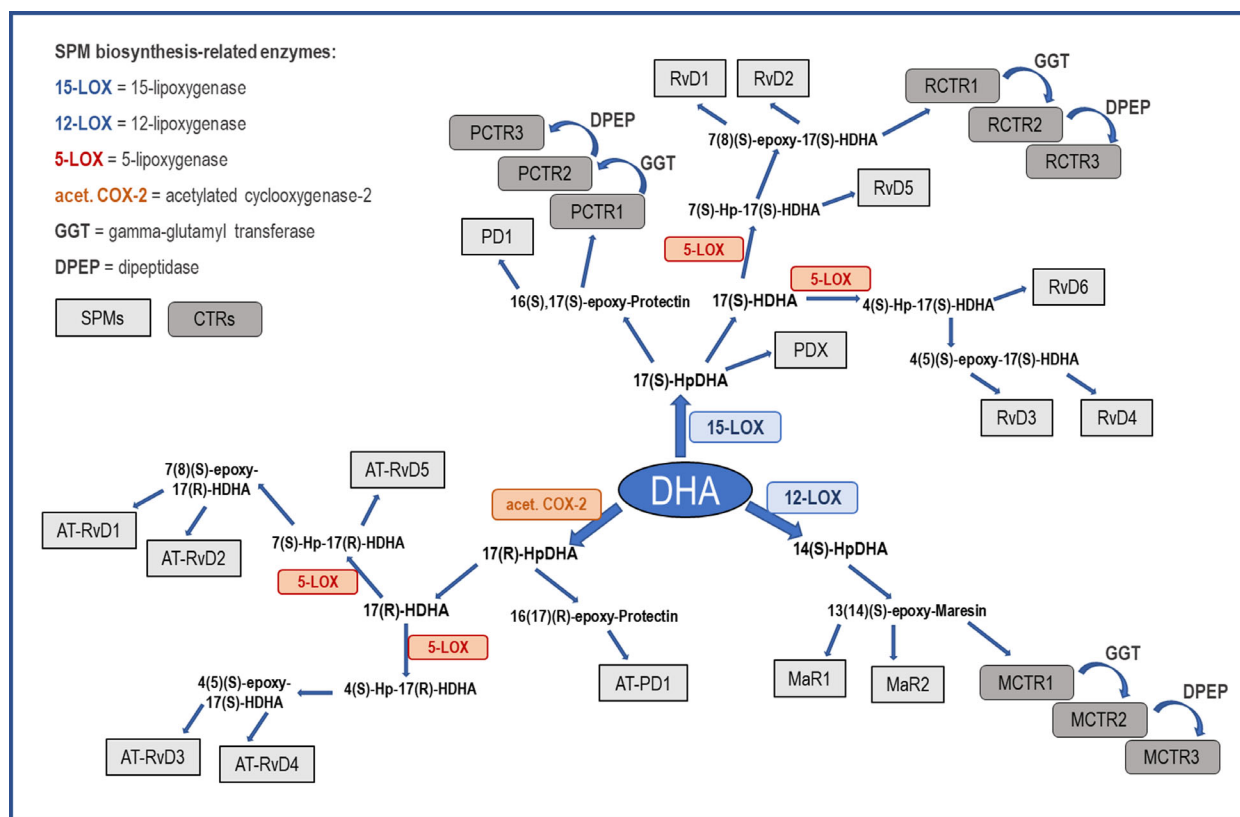 SPM biosynthesis-related enzymes:
15-LOX = 15-lipoxygenase
12-LOX = 12-lipoxygenase
5-LOX = 5-lipoxygenase
acet. COX-2 = acetylated cyclooxygenase-2
GGT = gamma-glutamyl transferase
DPEP = dipeptidase
SPMs
CTRs
PCTR3
DPEP
PCTR2
GGT
PCTR1
PD1
16(S),17(S)-epoxy-Protectin
RvD1
RvD2
7(8)(S)-epoxy-17(S)-HDHA
RCTR1
GGT
RCTR2
DPEP
RCTR3
7(S)-Hp-17(S)-HDHA
RvD5
5-LOX
17(S)-HDHA
5-LOX
4(S)-Hp-17(S)-HDHA
RvD6
4(5)(S)-epoxy-17(S)-HDHA
RvD3
RvD4
PDX
17(S)-HpDHA
15-LOX
DHA
acet. COX-2
12-LOX
7(8)(S)-epoxy-
17(R)-HDHA
AT-RvD5
AT-RvD1
AT-RvD2
7(S)-Hp-17(R)-HDHA
5-LOX
17(R)-HpDHA
17(R)-HDHA
5-LOX
16(17)(R)-epoxy-Protectin
AT-PD1
4(5)(S)-epoxy-
17(S)-HDHA
4(S)-Hp-17(R)-HDHA
AT-RvD3
AT-RvD4
14(S)-HpDHA
13(14)(S)-epoxy-Maresin
MaR1
MaR2
MCTR1
GGT
MCTR2
DPEP
MCTR3